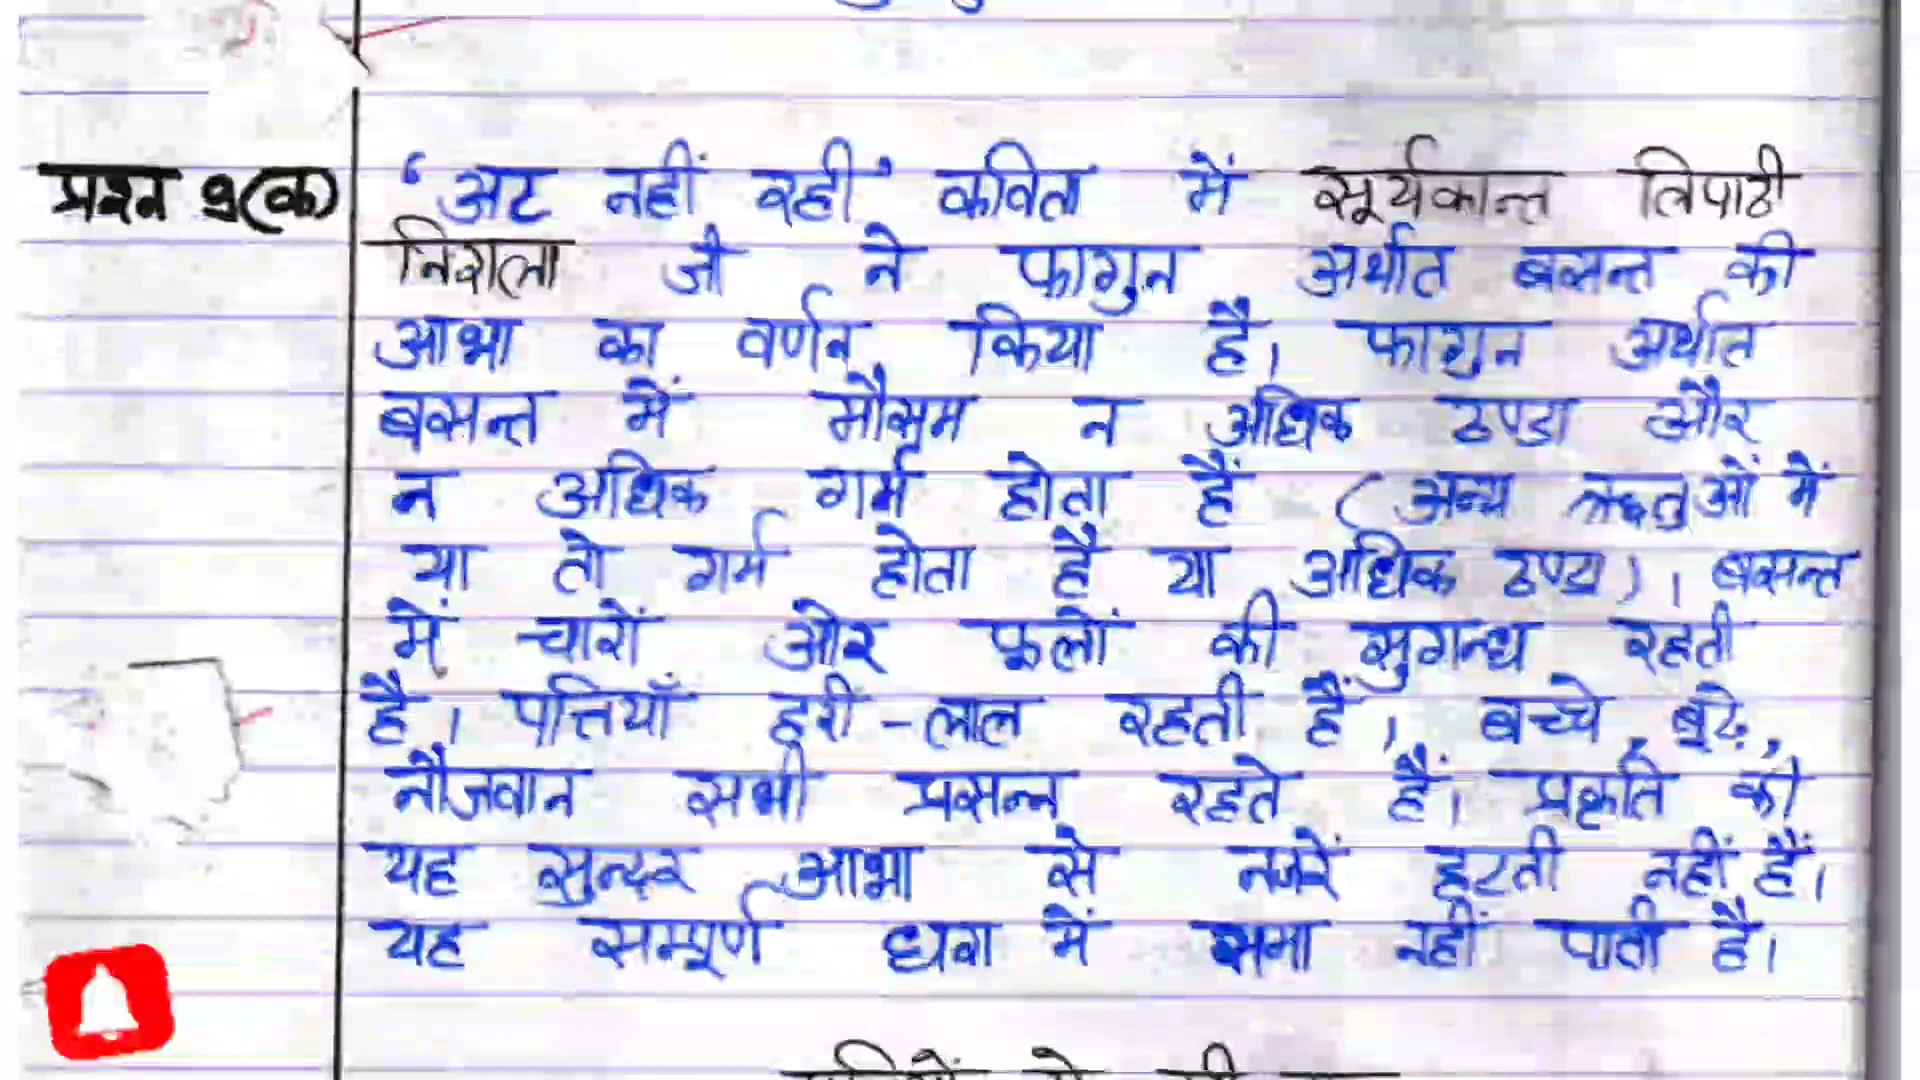 प्रश्न 9(क) ‘अट नहीं रही’ कविता में सूर्यकान्त त्रिपाठी
निराला जी ने फागुन अर्थात बसन्त की
आभा का वर्णन किया है। फागुन अर्थात
बसन्त में मौसम न अधिक ठण्डा और
न अधिक गर्म होता हैं (अन्य ऋतुओं में
या तो गर्म होता है या अधिक ठण्डा)। बसन्त
में चारों ओर फूलों की सुगन्ध रहती
है। पत्तियाँ हरी-लाल रहती हैं। बच्चे, बूढ़े,
नौजवान सभी प्रसन्न रहते हैं। प्रकृति की
यह सुन्दर आभा से नजरें हटती नहीं हैं।
यह सम्पूर्ण धरा में समा नहीं पाती है।